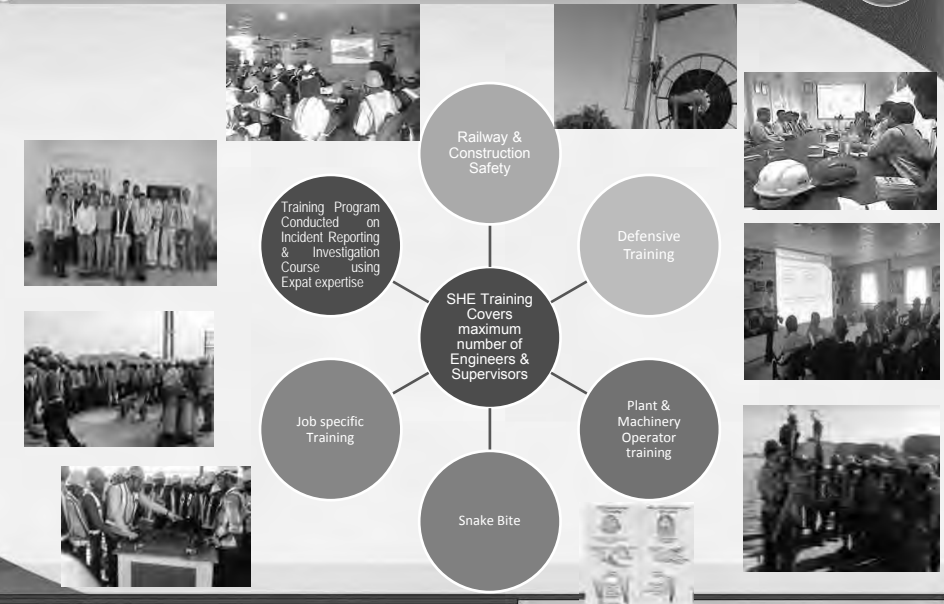 Railway &
Construction
Safety
Training Program
Conducted on
Incident Reporting
& Investigation
Course using
Expat expertise
Defensive
Training
SHE Training
Covers
maximum
number of
Engineers &
Supervisors
Job specific
Training
Plant &
Machinery
Operator
training
Snake Bite